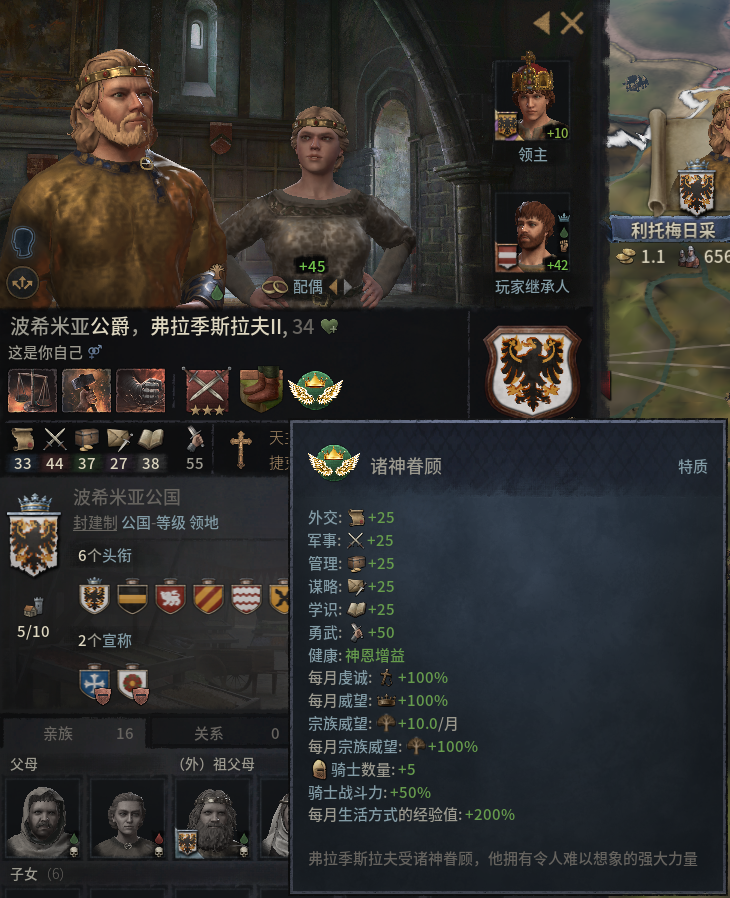 +10
领主
利托梅日采
1.1 656
+45
配偶
+42
玩家继承人
波希米亚公爵，弗拉季斯拉夫II, 34
这是你自己
33 44 37 27 38 55
诸神眷顾
特质
外交: +25
军事: +25
管理: +25
谋略: +25
学识: +25
勇武: +50
健康: 神恩增益
每月虔诚: +100%
每月威望: +100%
宗族威望: +10.0/月
每月宗族威望: +100%
骑士数量: +5
骑士战斗力: +50%
每月生活方式的经验值: +200%
弗拉季斯拉夫受诸神眷顾，他拥有令人难以想象的强大力量
波希米亚公国
封建制 公国-等级 领地
6个头衔
5/10
2个宣称
亲族 16 关系 0
父母 （外）祖父母
子女 (6)